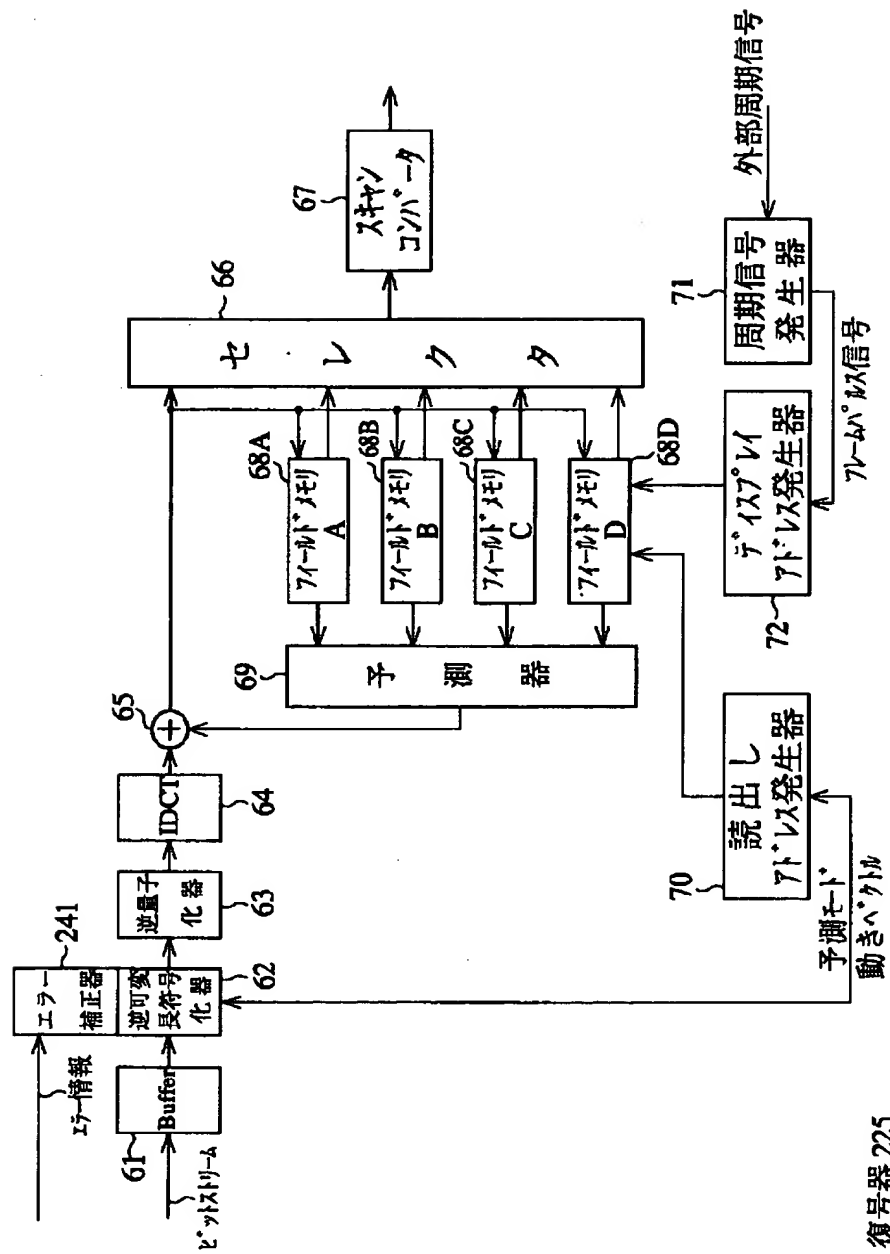 エラー情報
ビットストリーム
61
Buffer
241
エラー
補正器
逆可変
長符号
化器
62
逆量子
化器
63
IDCT
64
65
+
予測器
69
フィールドメモリ
A
68A
フィールドメモリ
B
68B
フィールドメモリ
C
68C
フィールドメモリ
D
68D
セレクタ
66
スキャン
コンバータ
67
読出し
アドレス発生器
70
予測モード
動きベクトル
ディスプレイ
アドレス発生器
72
周期信号
発生器
71
フレームパルス信号
外部周期信号
復号器 225